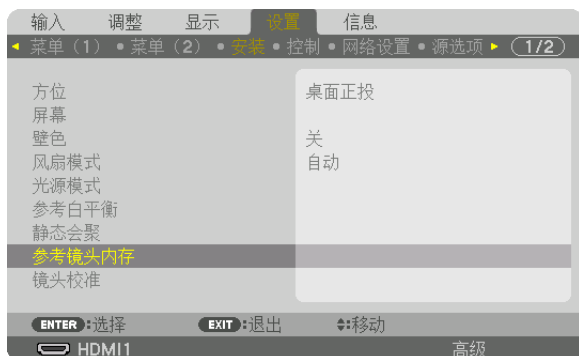 输入 调整 显示 设置 信息
菜单（1） 菜单（2） 安装 控制 网络设置 源选项 1/2
方位 桌面正投
屏幕
壁色 关
风扇模式 自动
光源模式
参考白平衡
静态会聚
参考镜头内存
镜头校准
ENTER:选择 EXIT:退出 :移动
HDMI1 高级